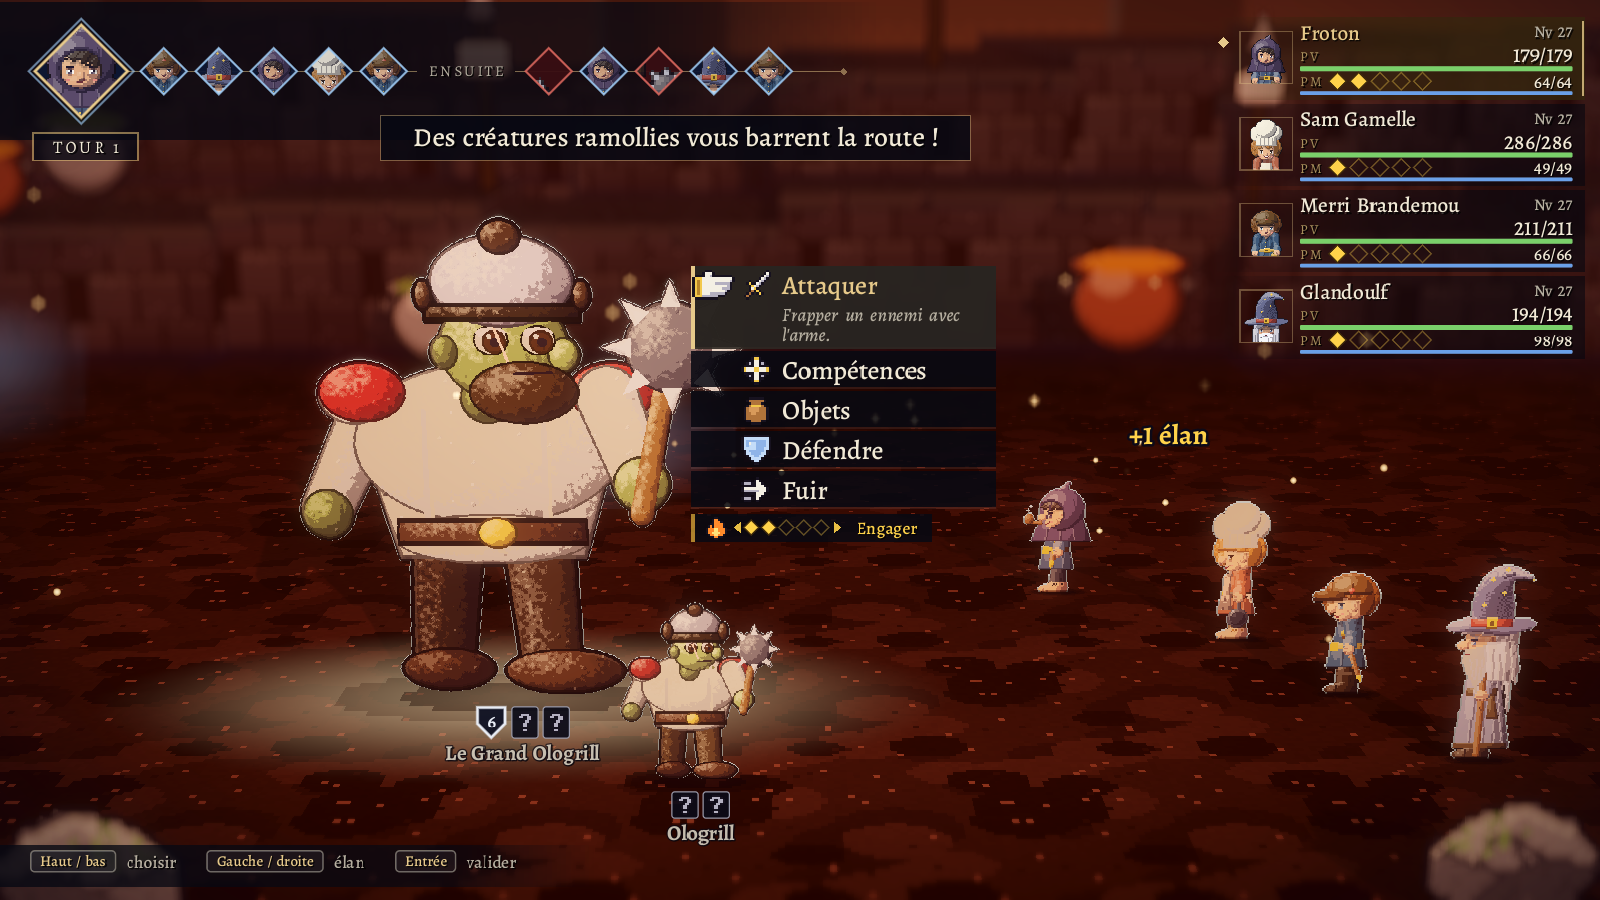 ENSUITE
TOUR 1
Des créatures ramollies vous barrent la route !
Froton Nv 27
PV 179/179
PM 64/64
Sam Gamelle Nv 27
PV 286/286
PM 49/49
Merri Brandemou Nv 27
PV 211/211
PM 66/66
Glandoulf Nv 27
PV 194/194
PM 98/98
Attaquer
Frapper un ennemi avec
l'arme.
Compétences
Objets
Défendre
Fuir
Engager
+1 élan
6 ? ?
Le Grand Ologrill
? ?
Ologrill
Haut / bas choisir Gauche / droite élan Entrée valider